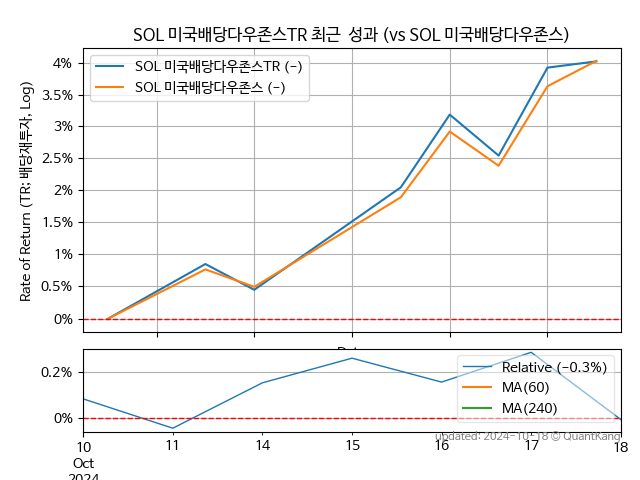 SOL 미국배당다우존스TR 최근 성과 (vs SOL 미국배당다우존스)
Rate of Return (TR: 배당재투자, Log)
4%
3.5%
3%
2.5%
2%
1.5%
1%
0.5%
0%
SOL 미국배당다우존스TR (-)
SOL 미국배당다우존스 (-)
0.2%
0%
Relative (-0.3%)
MA(60)
MA(240)
updated: 2024-10-18 © QuantKang
10 11 14 15 16 17 18
Oct
2024